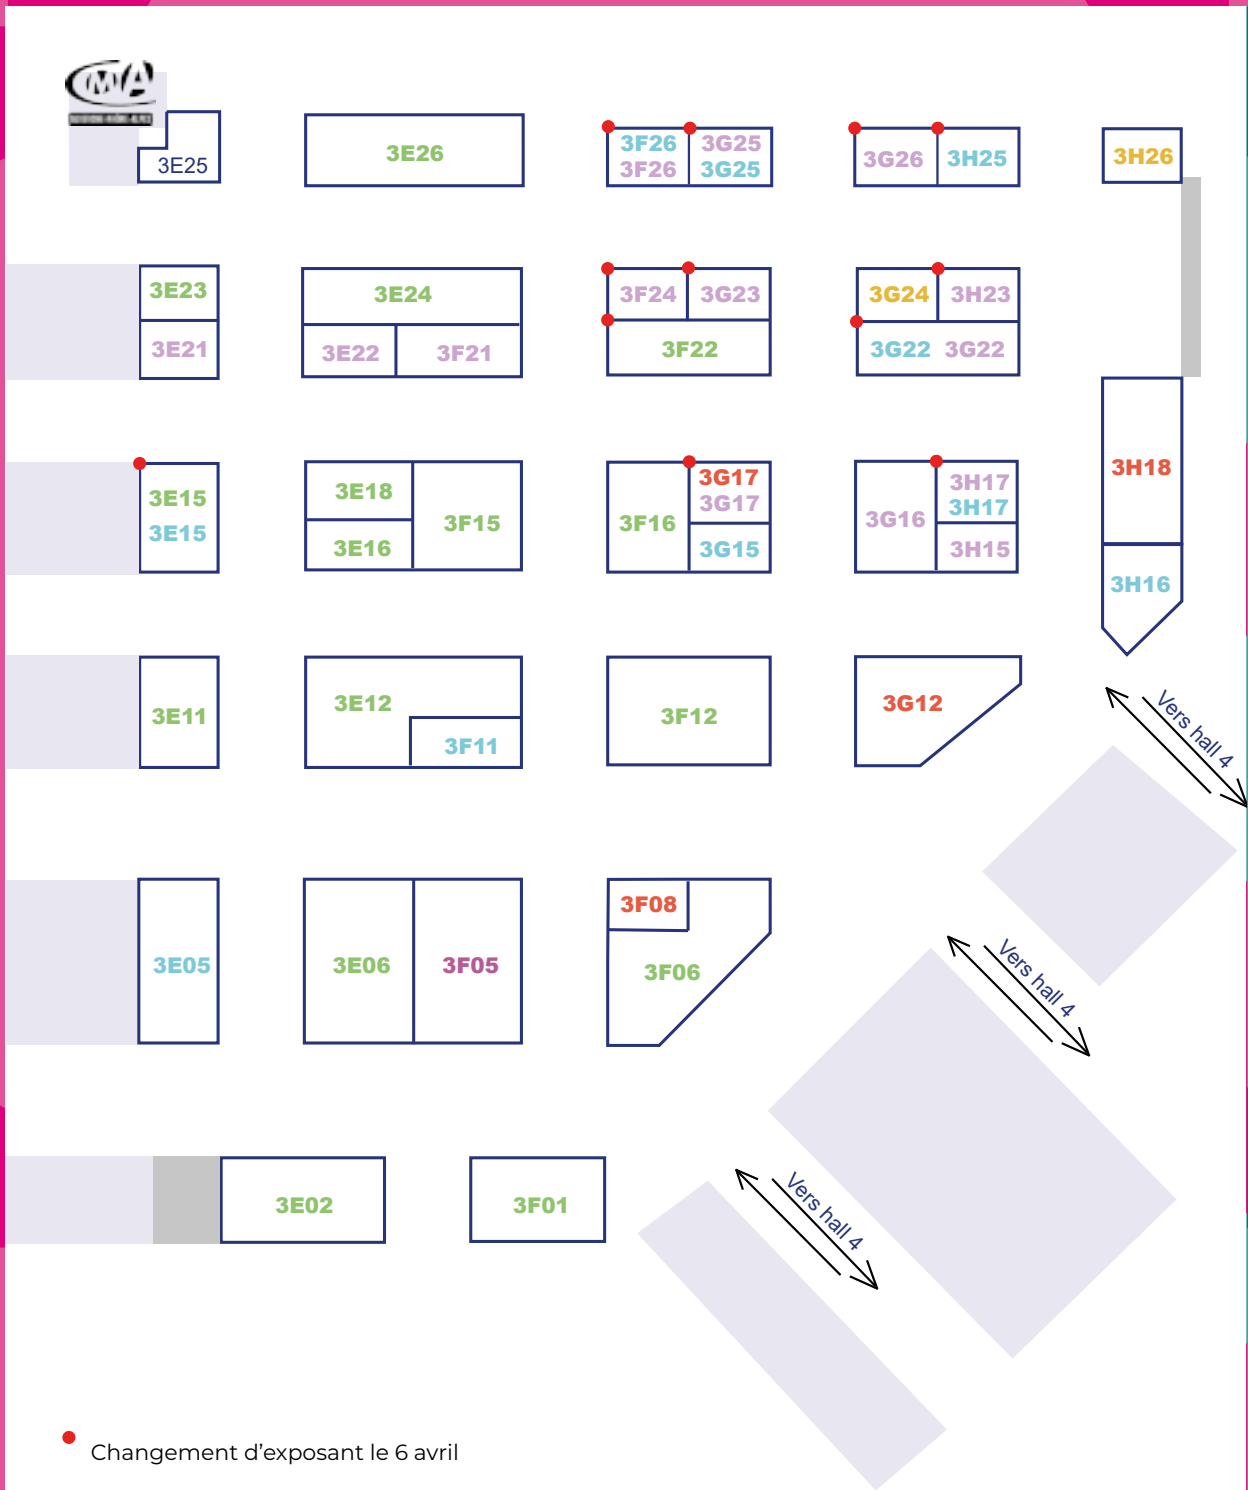 CMA
3E25
3E26
3F26
3F26
3G25
3G25
3G26
3H25
3H26
3E23
3E21
3E24
3E22
3F21
3F24
3G23
3F22
3G24
3H23
3G22 3G22
3E15
3E15
3E18
3E16
3F15
3F16
3G17
3G17
3G15
3G16
3H17
3H17
3H15
3H18
3H16
3E11
3E12
3F11
3F12
3G12
Vers hall 4
3E05
3E06
3F05
3F08
3F06
Vers hall 4
3E02
3F01
Vers hall 4
Changement d’exposant le 6 avril